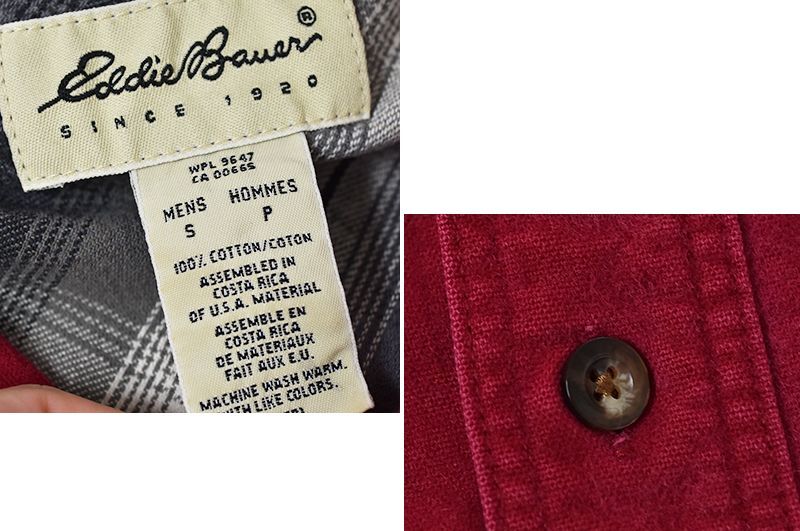 Eddie Bauer®
SINCE 1920
WPL 9647
CA 00665
MENS HOMMES
S P
100% COTTON/COTON
ASSEMBLED IN
COSTA RICA
OF U.S.A. MATERIAL
ASSEMBLE EN
COSTA RICA
DE MATERIAUX
FAIT AUX E.U.
MACHINE WASH WARM.
WITH LIKE COLORS.